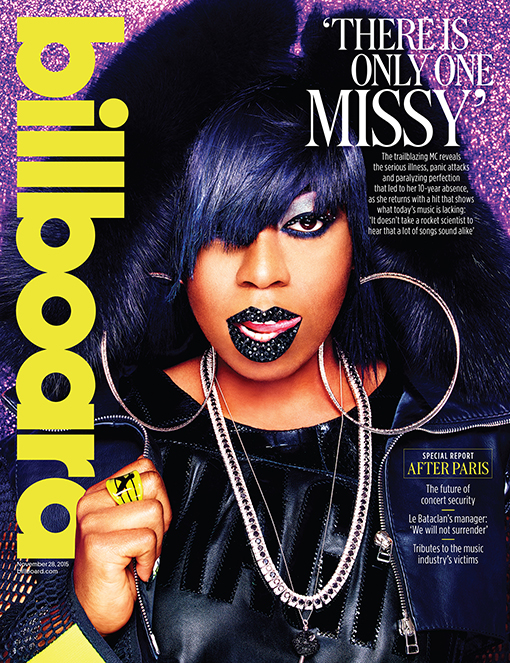 billboard
‘THERE IS
ONLY ONE
MISSY’
The trailblazing MC reveals
the serious illness, panic attacks
and paralyzing perfection
that led to her 10-year absence,
as she returns with a hit that shows
what today's music is lacking:
‘It doesn't take a rocket scientist to
hear that a lot of songs sound alike’
SPECIAL REPORT
AFTER PARIS
The future of
concert security
Le Bataclan's manager:
‘We will not surrender’
Tributes to the music
industry's victims
November 28, 2015
billboard.com